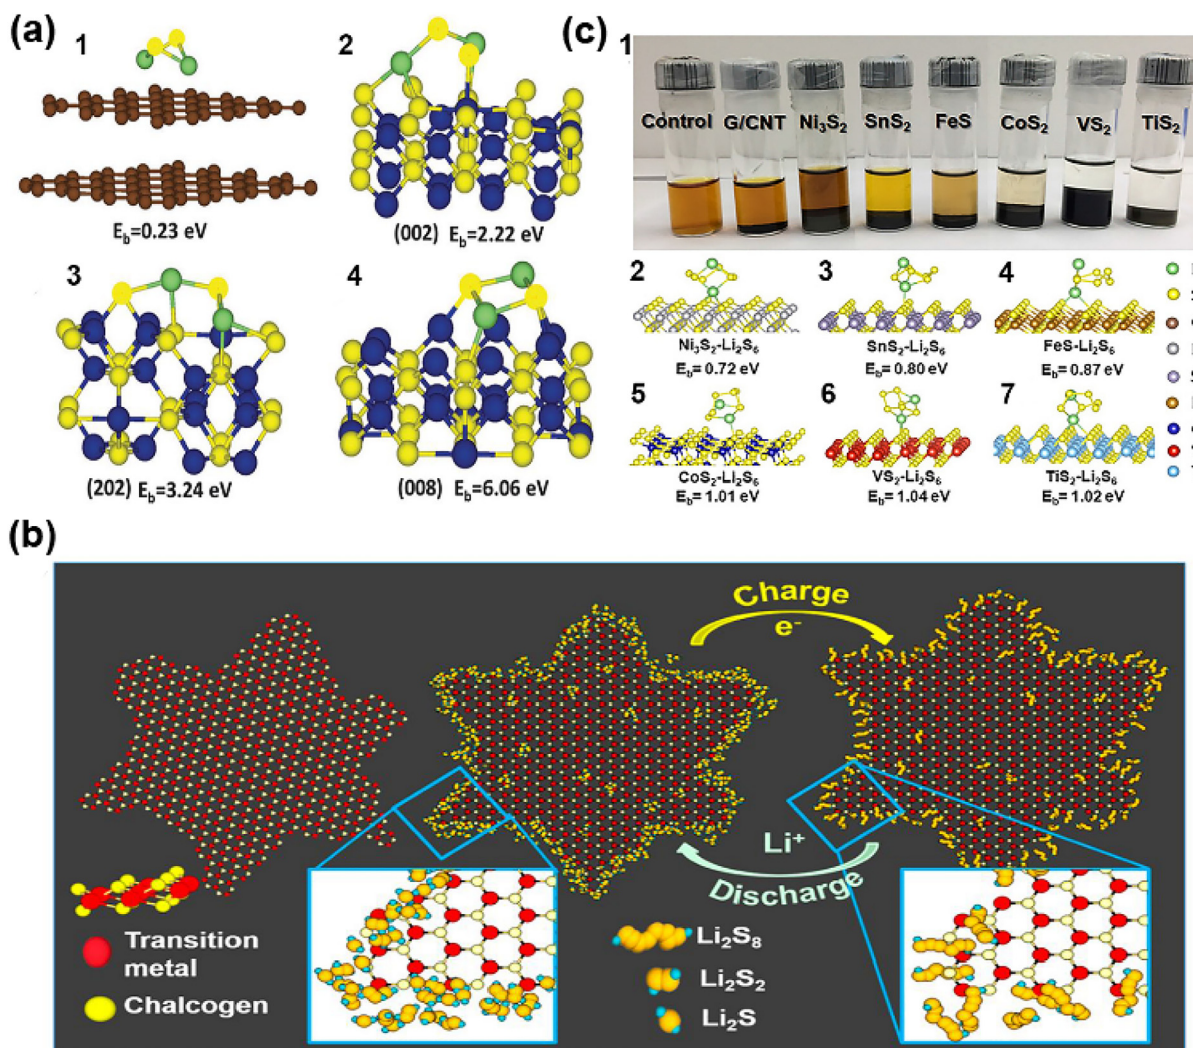 (a)
1
E_b=0.23 eV
2
(002) E_b=2.22 eV
3
(202) E_b=3.24 eV
4
(008) E_b=6.06 eV
(c)
1
Control G/CNT Ni₃S₂ SnS₂ FeS CoS₂ VS₂ TiS₂
2
Ni₃S₂-Li₂S₆
E_b= 0.72 eV
3
SnS₂-Li₂S₆
E_b= 0.80 eV
4
FeS-Li₂S₆
E_b= 0.87 eV
5
CoS₂-Li₂S₆
E_b= 1.01 eV
6
VS₂-Li₂S₆
E_b= 1.04 eV
7
TiS₂-Li₂S₆
E_b= 1.02 eV
(b)
Charge
e⁻
Li⁺
Discharge
Transition
metal
Chalcogen
Li₂S₈
Li₂S₂
Li₂S